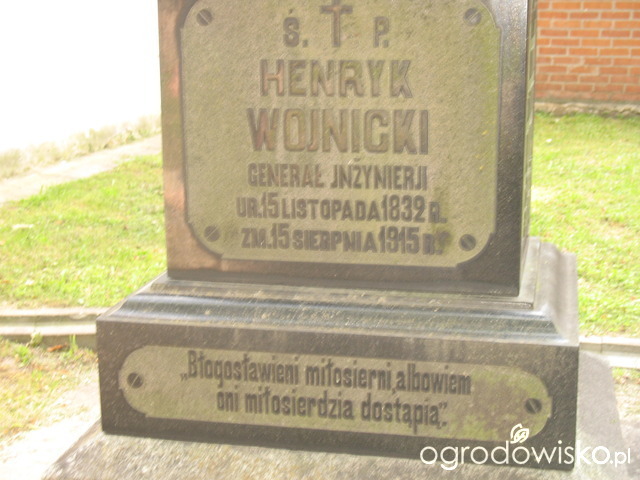 Ś. † P.
HENRYK
WOJNICKI
GENERAŁ JNŻYNIERJI
UR. 15 LISTOPADA 1832 R.
ZM. 15 SIERPNIA 1915 R.
„Błogosławieni miłosierni, albowiem
oni miłosierdzia dostąpią".
ogrodowisko.pl